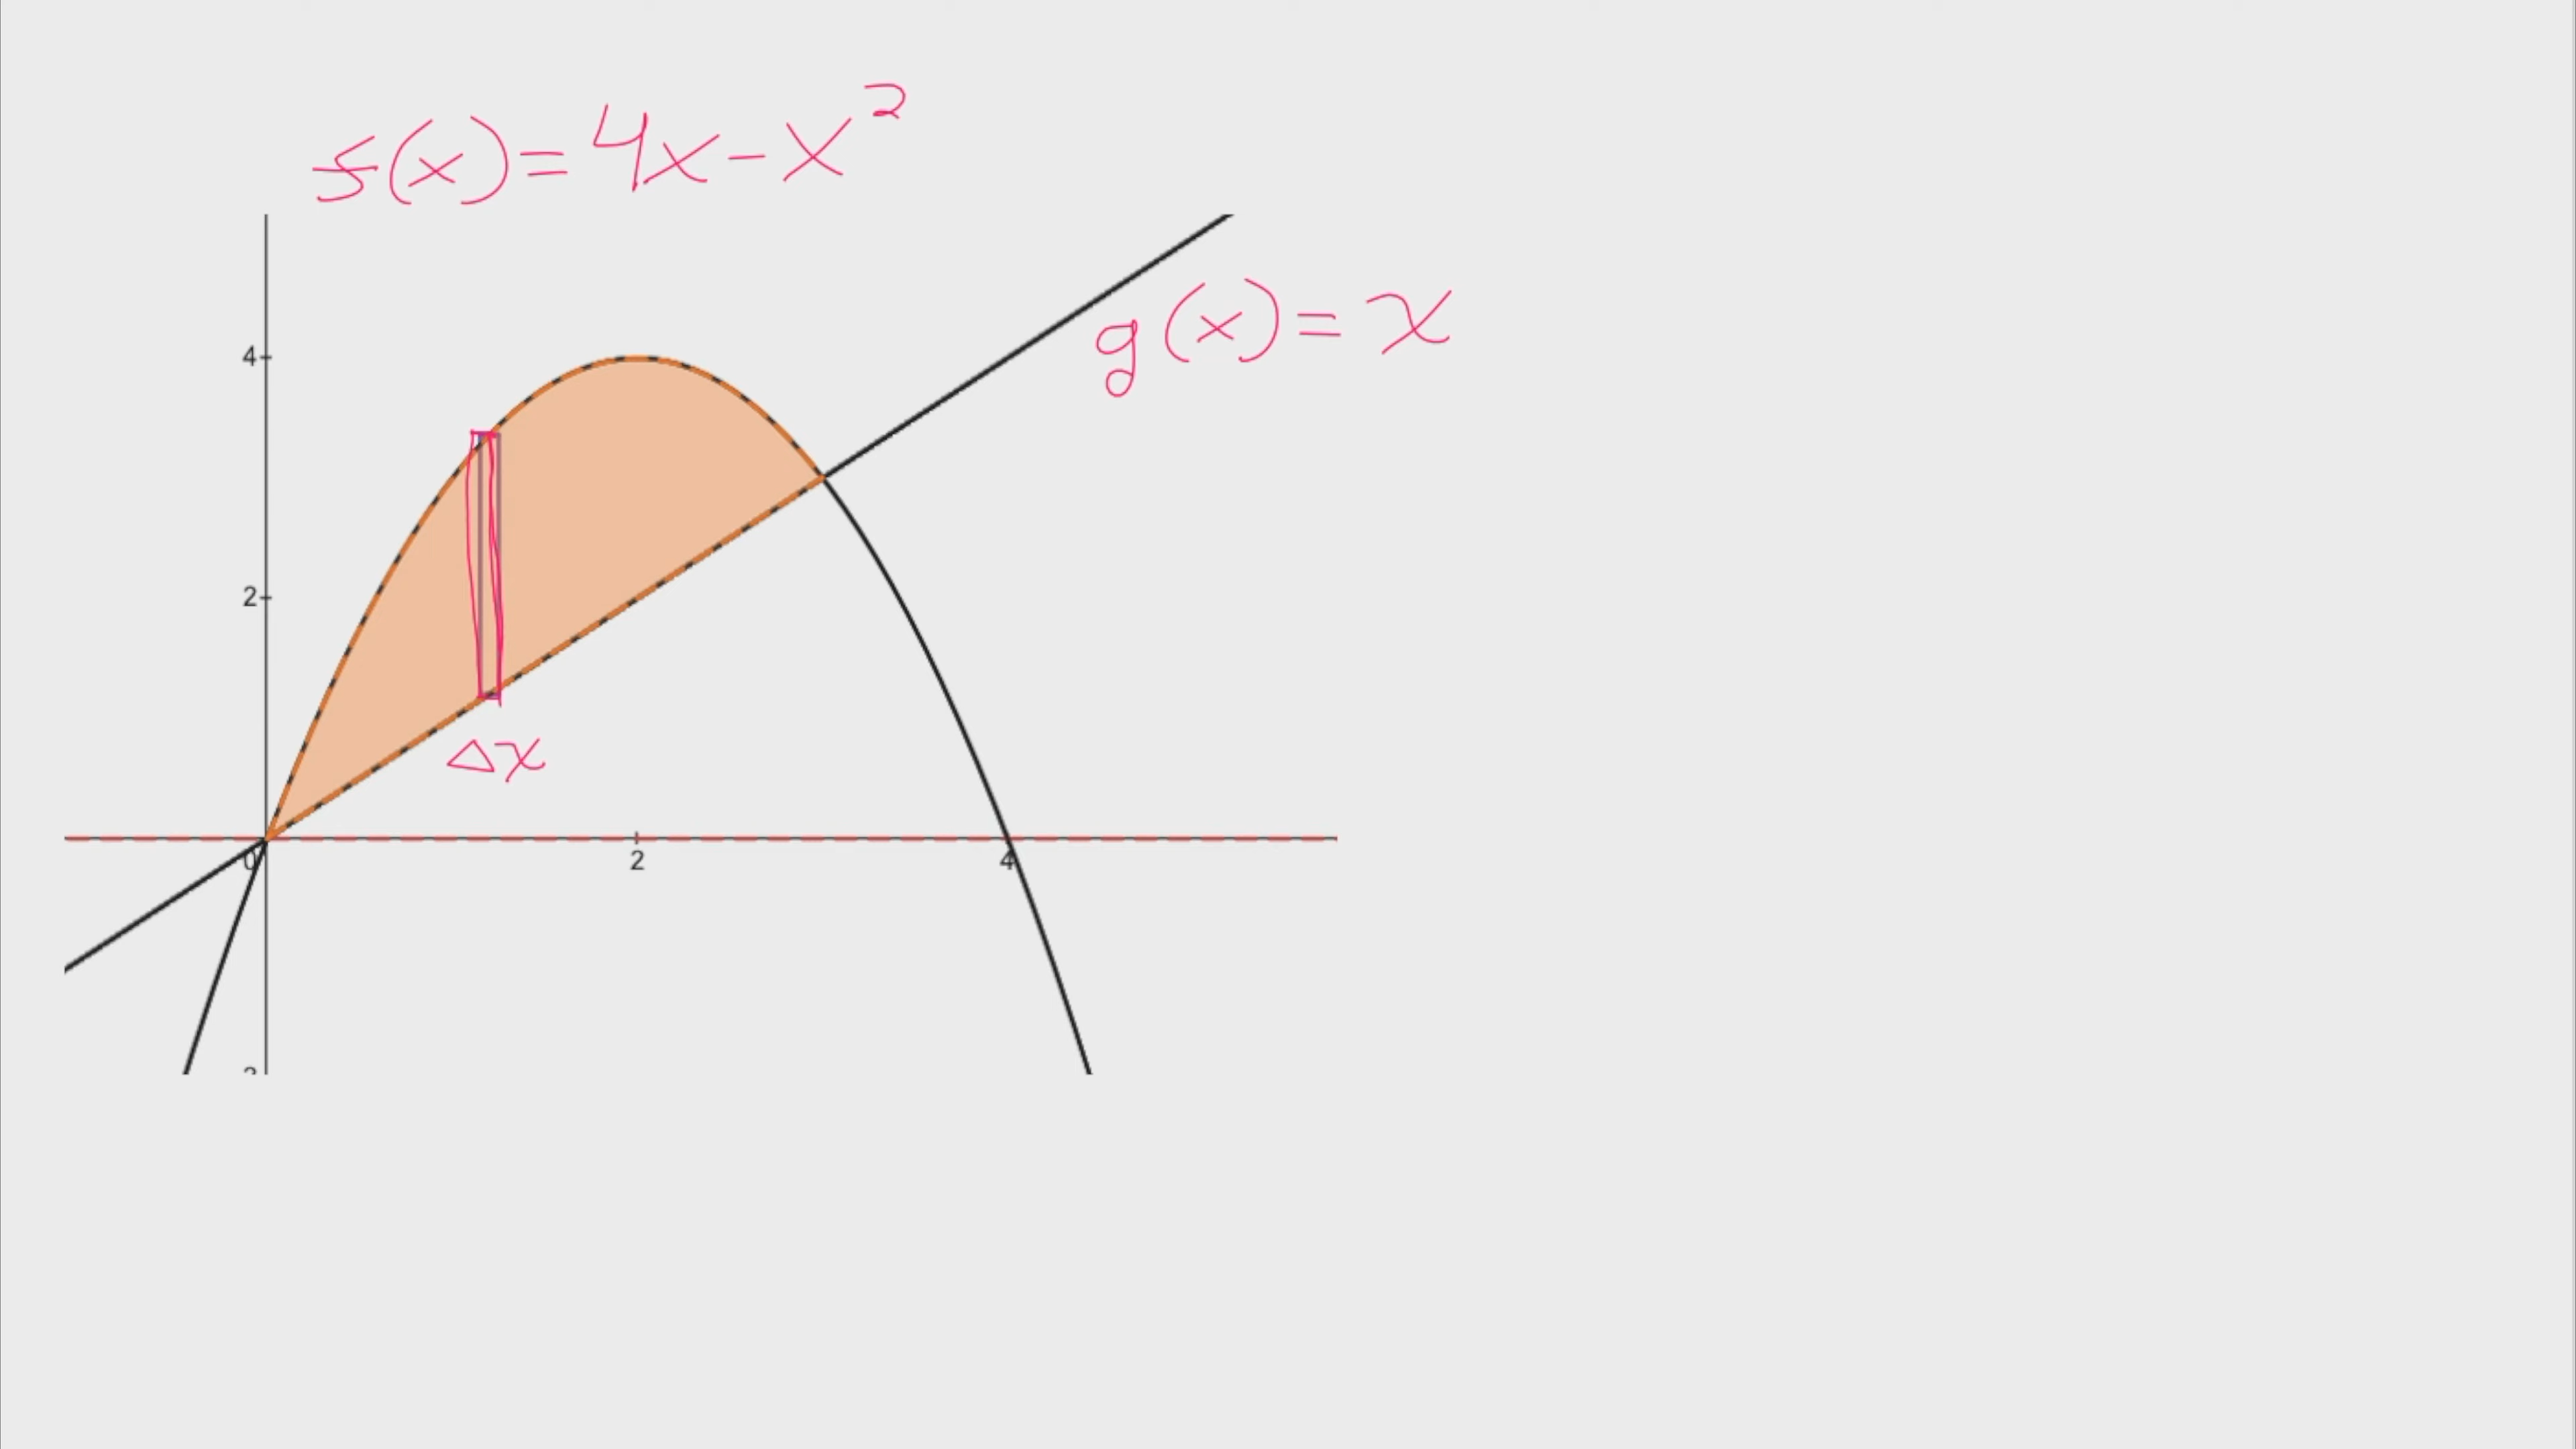 f(x) = 4x - x²
g(x) = x
4
2
Δx
0 2 4